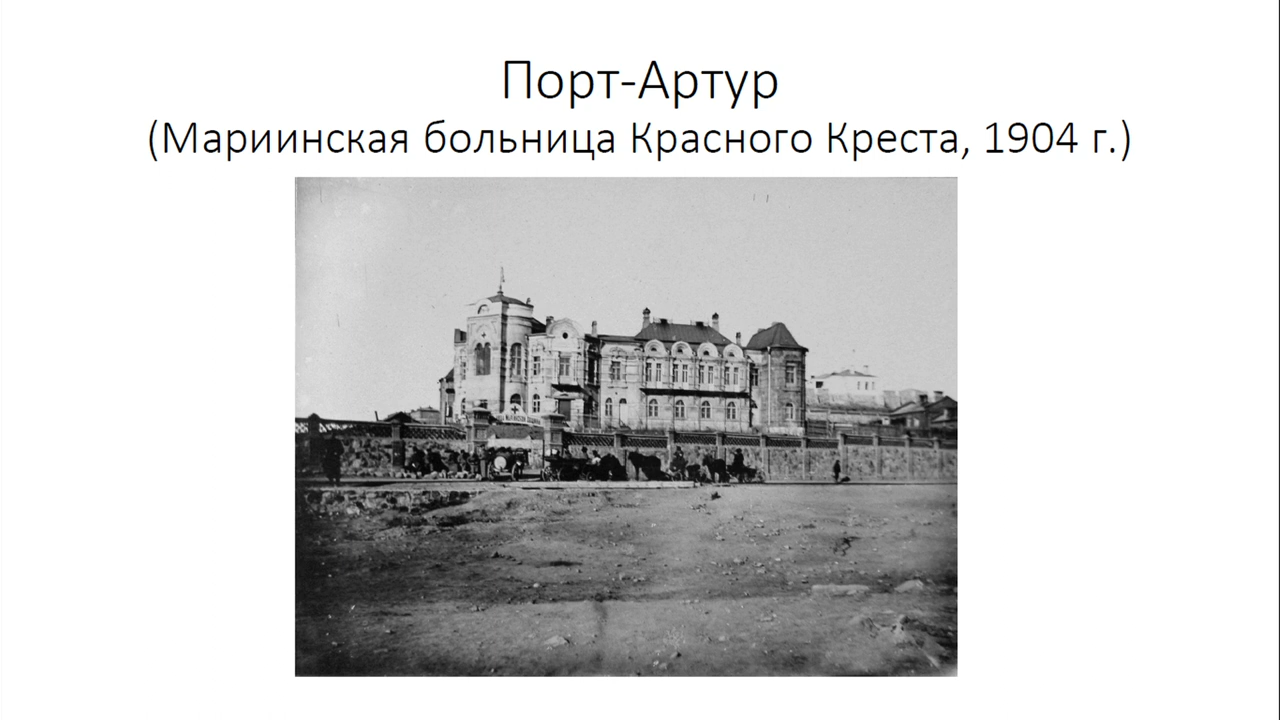 Порт-Артур
(Мариинская больница Красного Креста, 1904 г.)